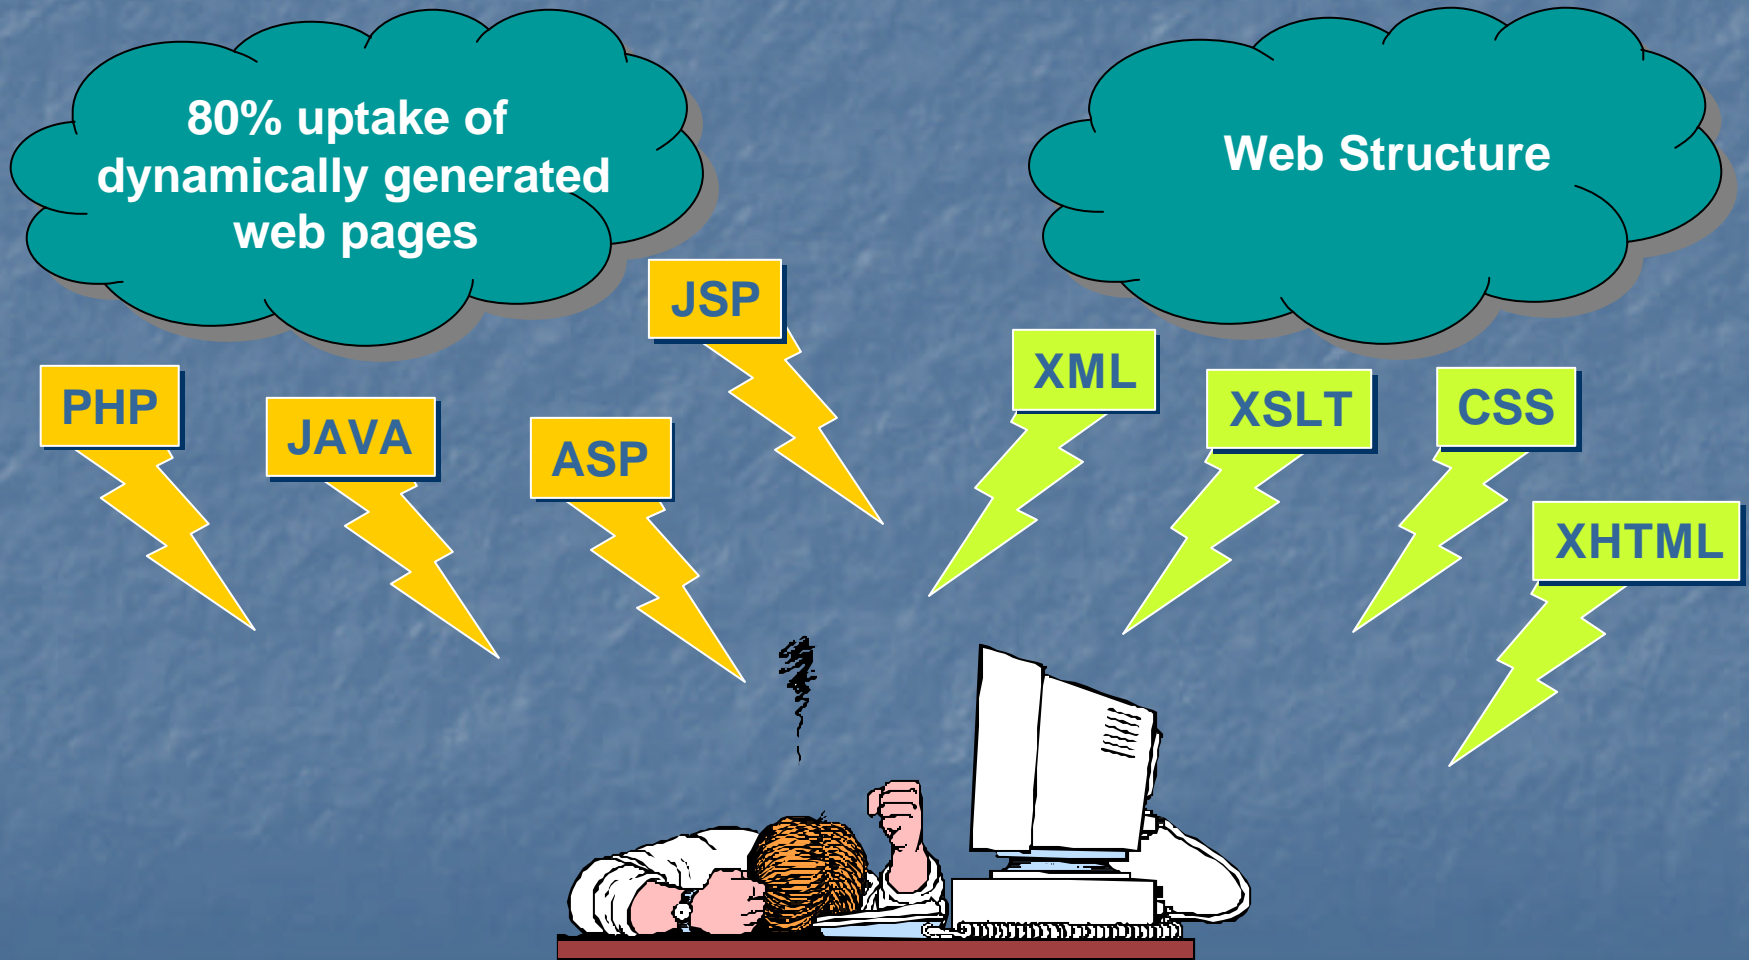 80% uptake of
dynamically generated
web pages
Web Structure
JSP
PHP
JAVA
ASP
XML
XSLT
CSS
XHTML